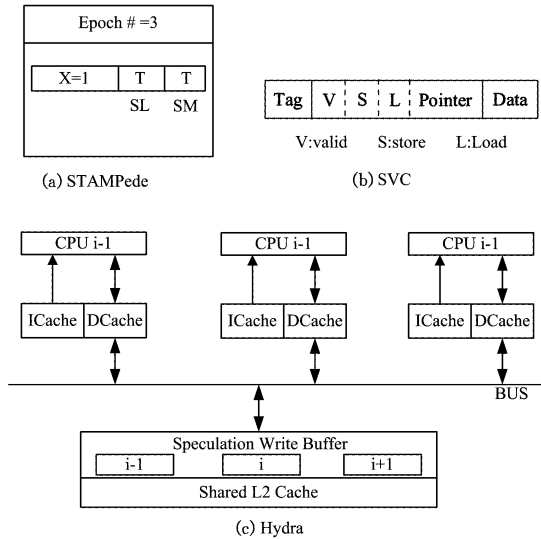 Epoch # =3
X=1 T T
SL SM
(a) STAMPede
Tag V S L Pointer Data
V:valid S:store L:Load
(b) SVC
CPU i-1 CPU i-1 CPU i-1
ICache DCache ICache DCache ICache DCache
BUS
Speculation Write Buffer
i-1 i i+1
Shared L2 Cache
(c) Hydra